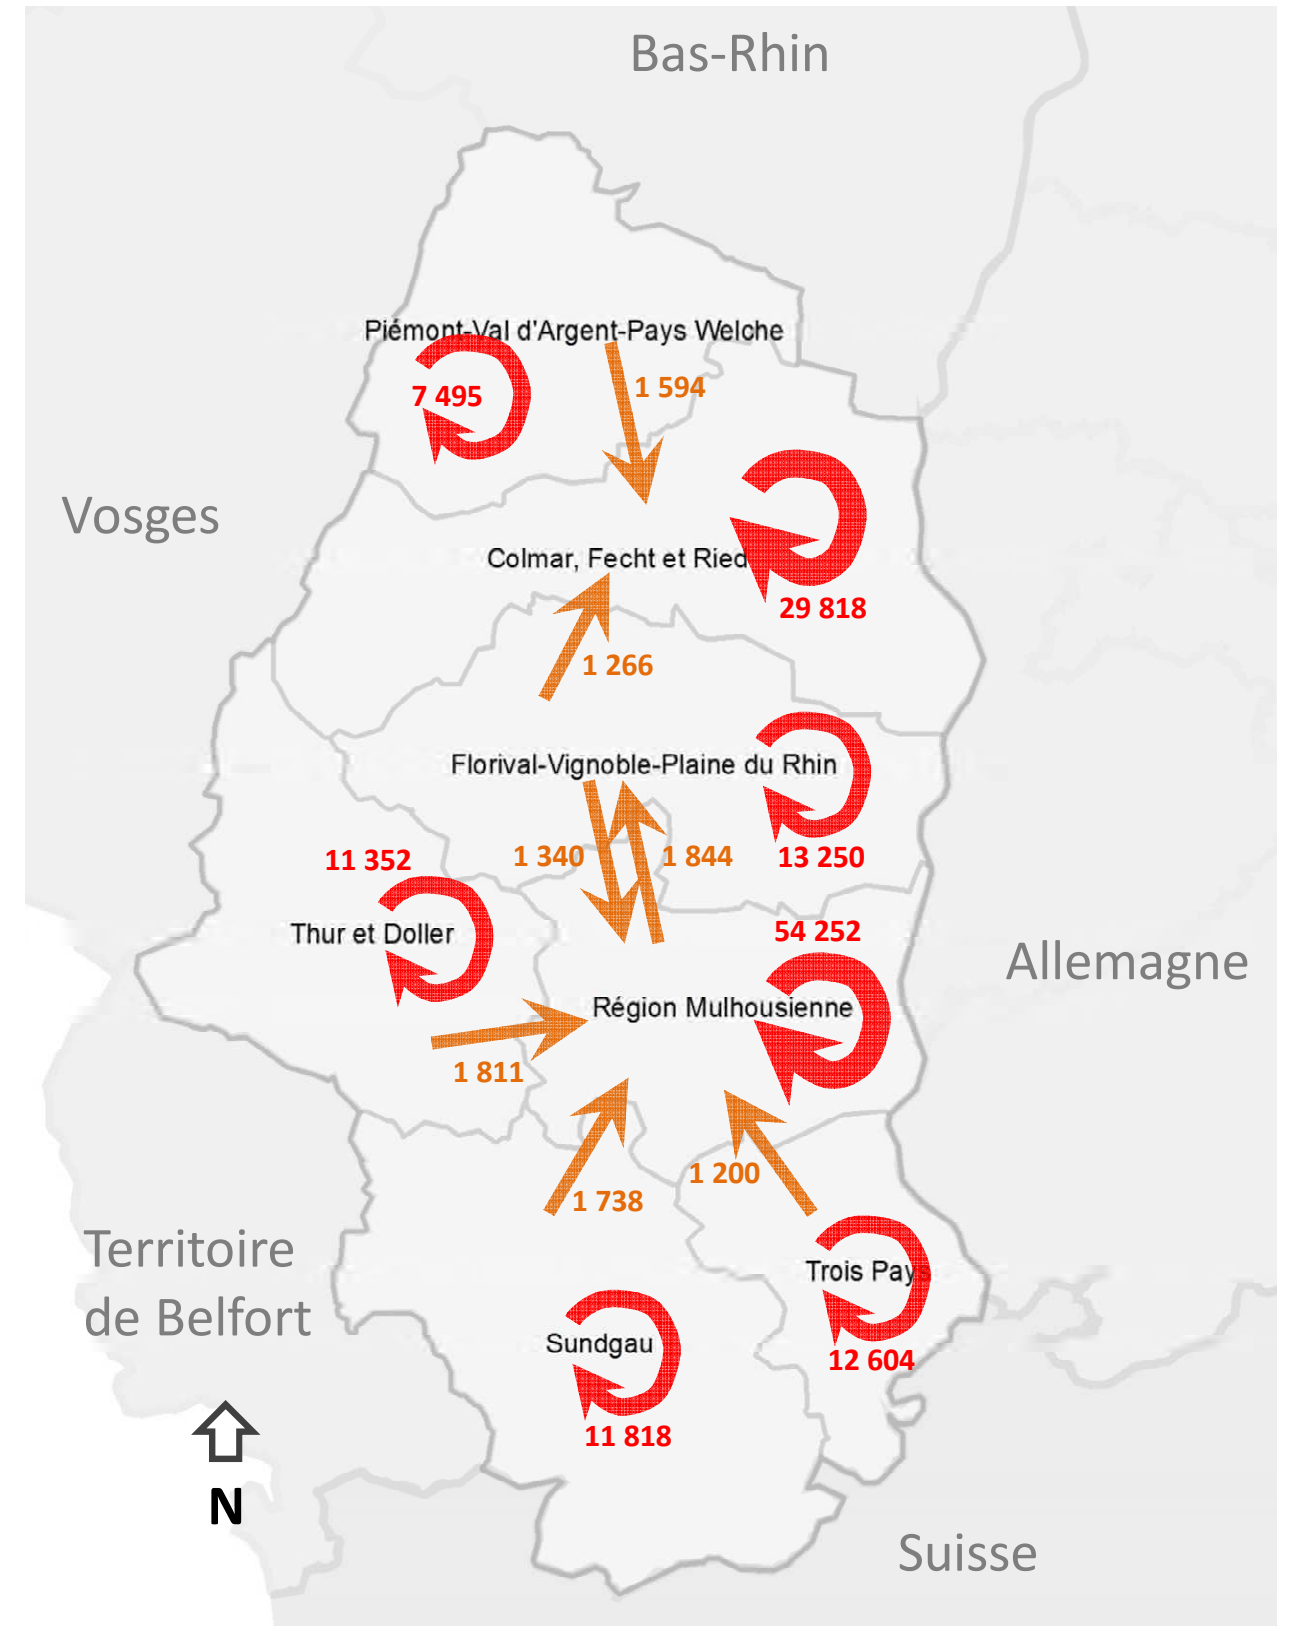 Bas-Rhin
Piémont-Val d'Argent-Pays Welche
7 495
1 594
Vosges
Colmar, Fecht et Ried
29 818
1 266
Florival-Vignoble-Plaine du Rhin
1 340
1 844
13 250
11 352
Thur et Doller
54 252
Allemagne
Région Mulhousienne
1 811
1 738
1 200
Territoire
de Belfort
Trois Pays
12 604
Sundgau
11 818
N
Suisse